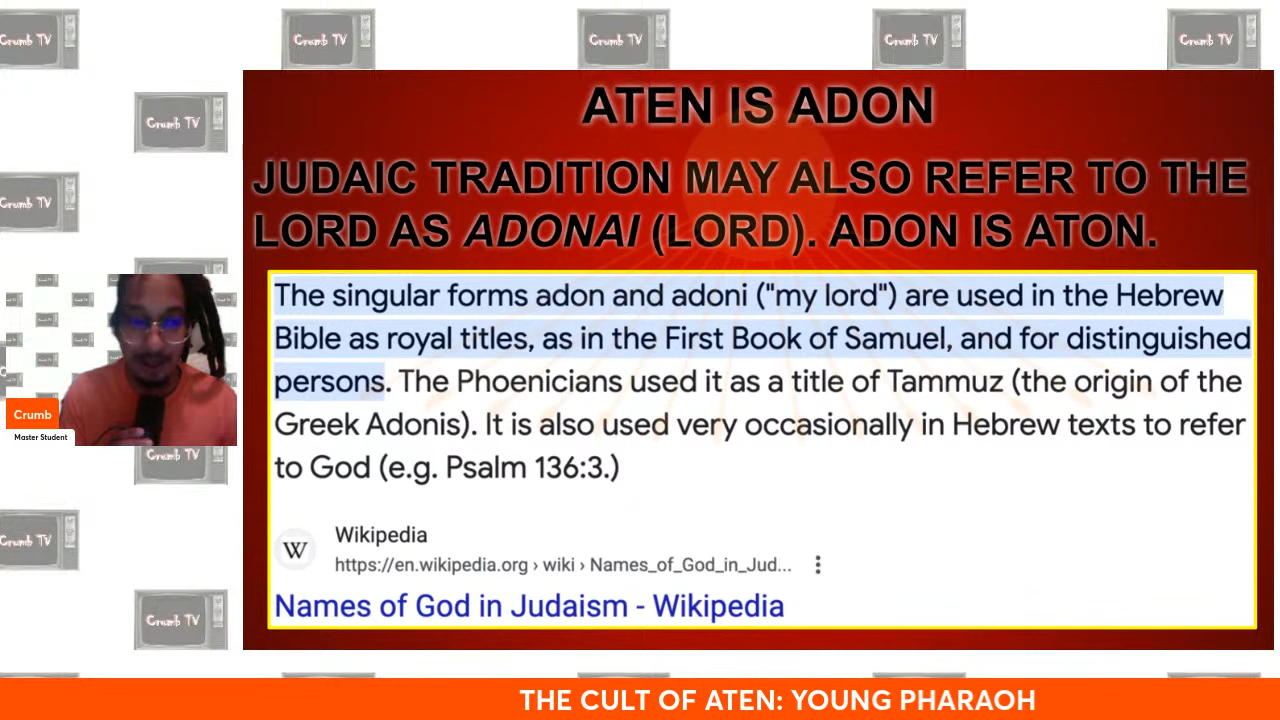 Crumb TV
Crumb TV
Crumb TV
Crumb TV
Crumb TV
ATEN IS ADON
Crumb TV
JUDAIC TRADITION MAY ALSO REFER TO THE
Crumb TV
LORD AS ADONAI (LORD). ADON IS ATON.
The singular forms adon and adoni ("my lord") are used in the Hebrew
Bible as royal titles, as in the First Book of Samuel, and for distinguished
persons. The Phoenicians used it as a title of Tammuz (the origin of the
Greek Adonis). It is also used very occasionally in Hebrew texts to refer
to God (e.g. Psalm 136:3.)
Crumb
Master Student
Crumb TV
W
Wikipedia
https://en.wikipedia.org › wiki › Names_of_God_in_Jud...
Crumb TV
Names of God in Judaism - Wikipedia
Crumb TV
THE CULT OF ATEN: YOUNG PHARAOH